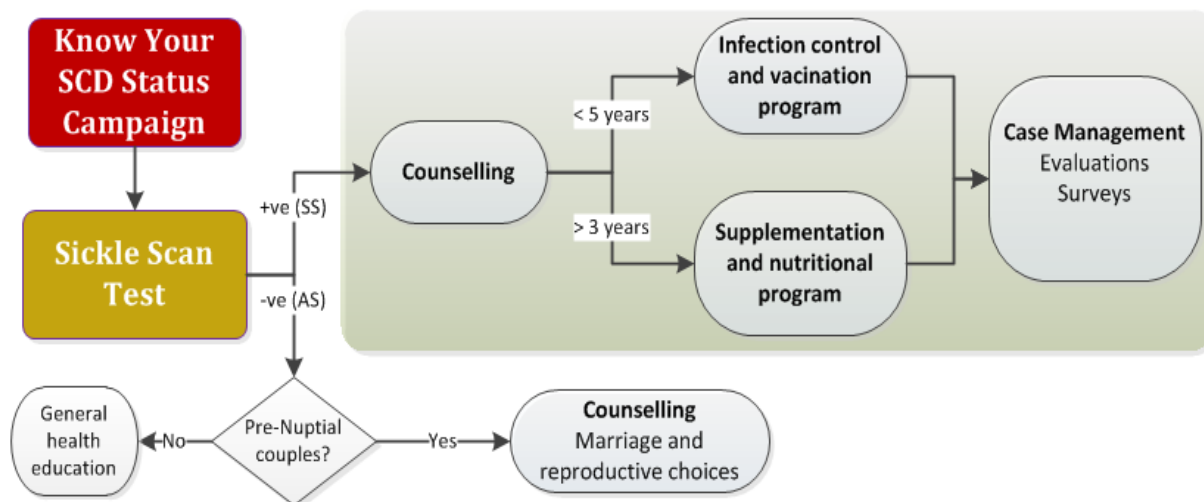 Know Your
SCD Status
Campaign
Sickle Scan
Test
+ve (SS)
-ve (AS)
Counselling
< 5 years
> 3 years
Infection control
and vacination
program
Supplementation
and nutritional
program
Case Management
Evaluations
Surveys
Pre-Nuptial
couples?
No
General
health
education
Yes
Counselling
Marriage and
reproductive choices